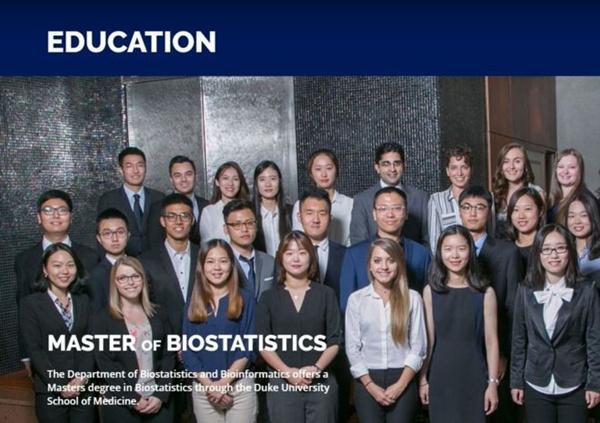 EDUCATION
MASTER OF BIOSTATISTICS
The Department of Biostatistics and Bioinformatics offers a
Masters degree in Biostatistics through the Duke University
School of Medicine.